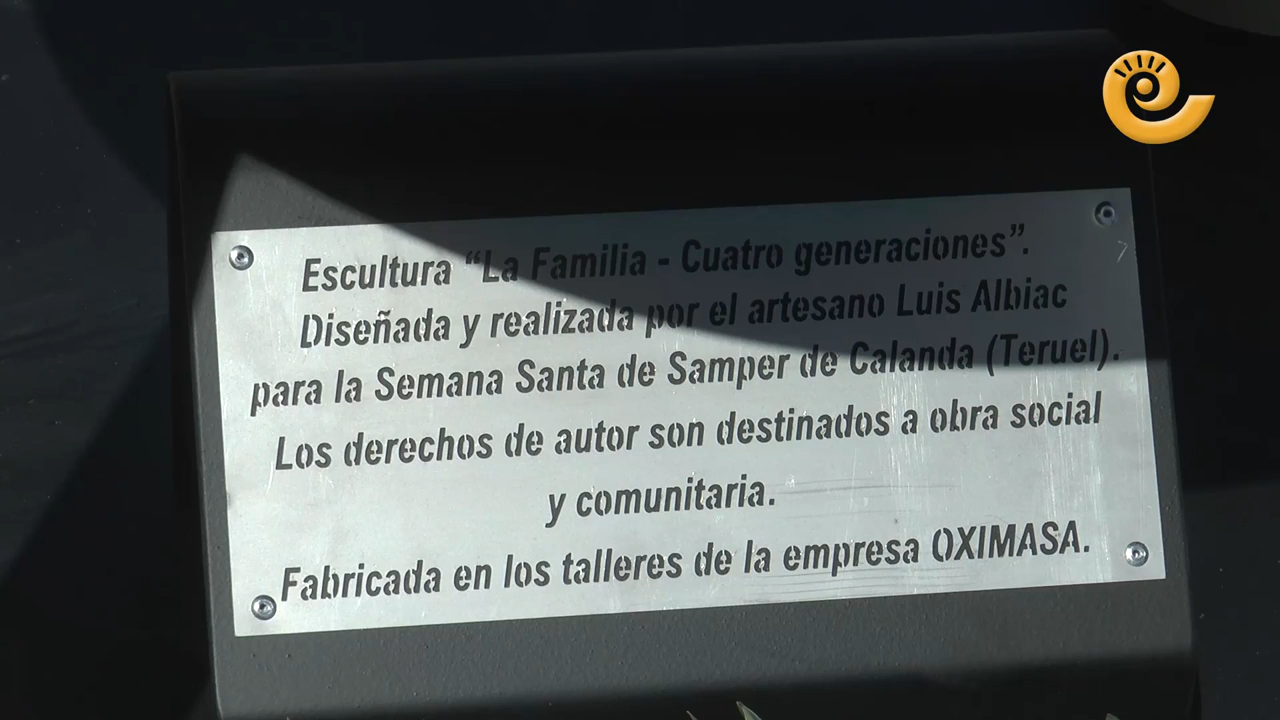 Escultura “La Familia - Cuatro generaciones”.
Diseñada y realizada por el artesano Luis Albiac
para la Semana Santa de Samper de Calanda (Teruel).
Los derechos de autor son destinados a obra social
y comunitaria.
Fabricada en los talleres de la empresa OXIMASA.